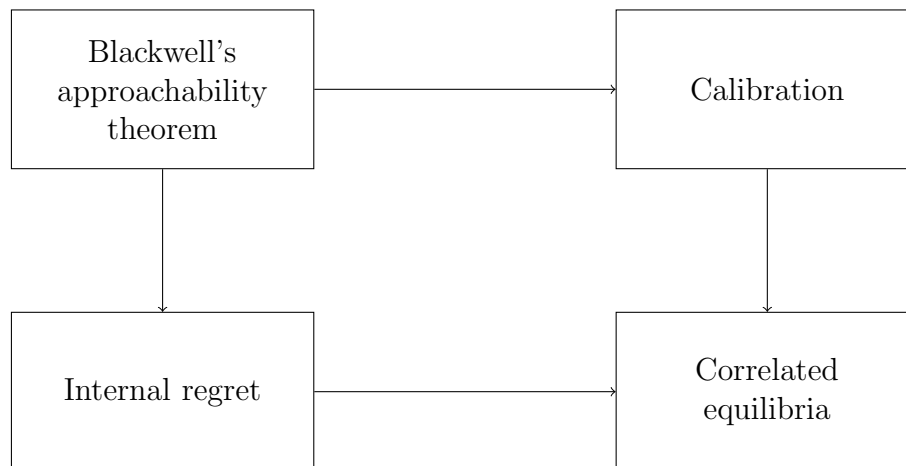 Blackwell's
approachability
theorem
Calibration
Internal regret
Correlated
equilibria